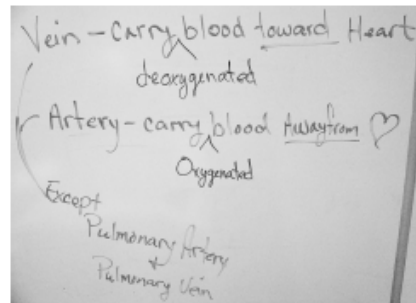 Vein - carry blood toward Heart
deoxygenated
Artery - carry blood Away from ♡
Oxygenated
Except
Pulmonary Artery
+
Pulmonary Vein